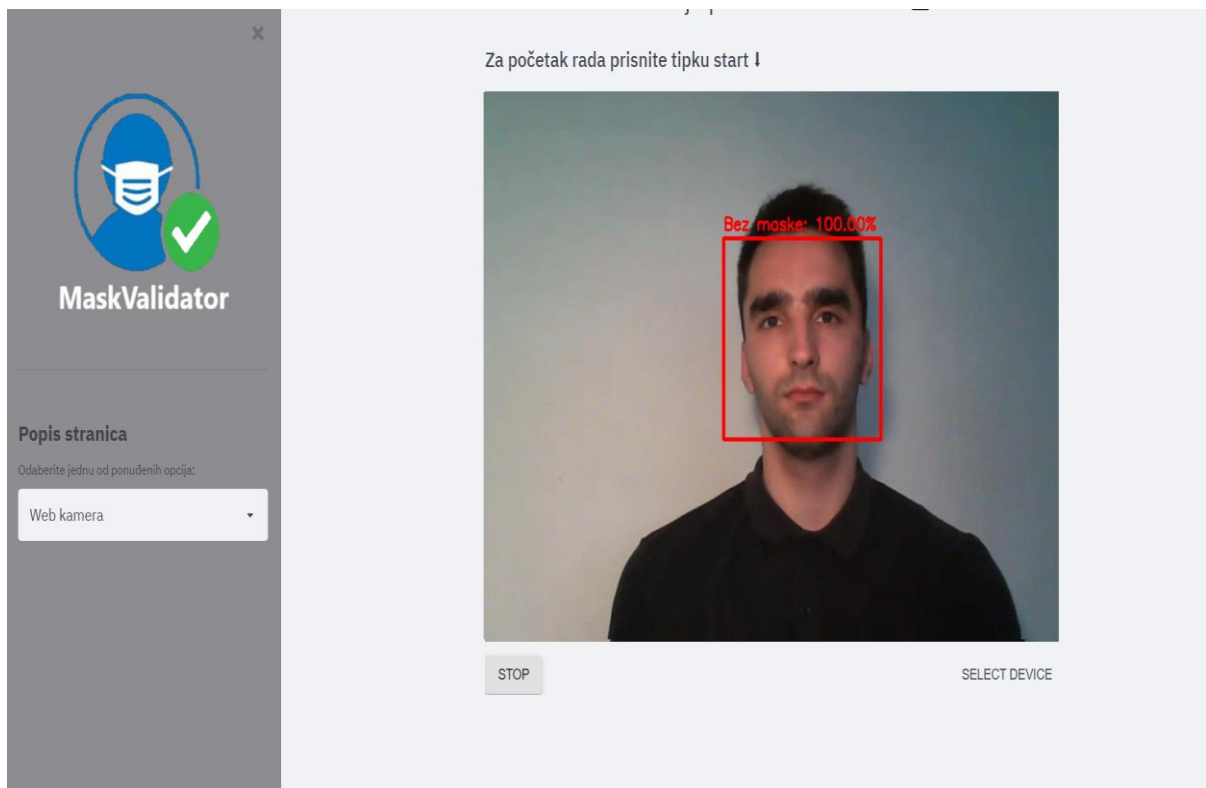 MaskValidator
Popis stranica
Odaberite jednu od ponuđenih opcija:
Web kamera
Za početak rada prisnite tipku start
Bez maske: 100.00%
STOP
SELECT DEVICE